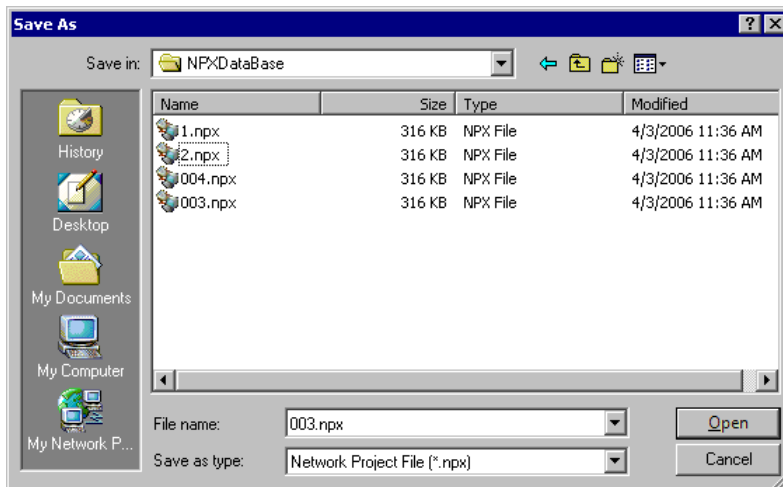 Save As
Save in: NPXDataBase
Name Size Type Modified
1.npx 316 KB NPX File 4/3/2006 11:36 AM
2.npx 316 KB NPX File 4/3/2006 11:36 AM
004.npx 316 KB NPX File 4/3/2006 11:36 AM
003.npx 316 KB NPX File 4/3/2006 11:36 AM
History
Desktop
My Documents
My Computer
My Network P...
File name: 003.npx Open
Save as type: Network Project File (*.npx) Cancel